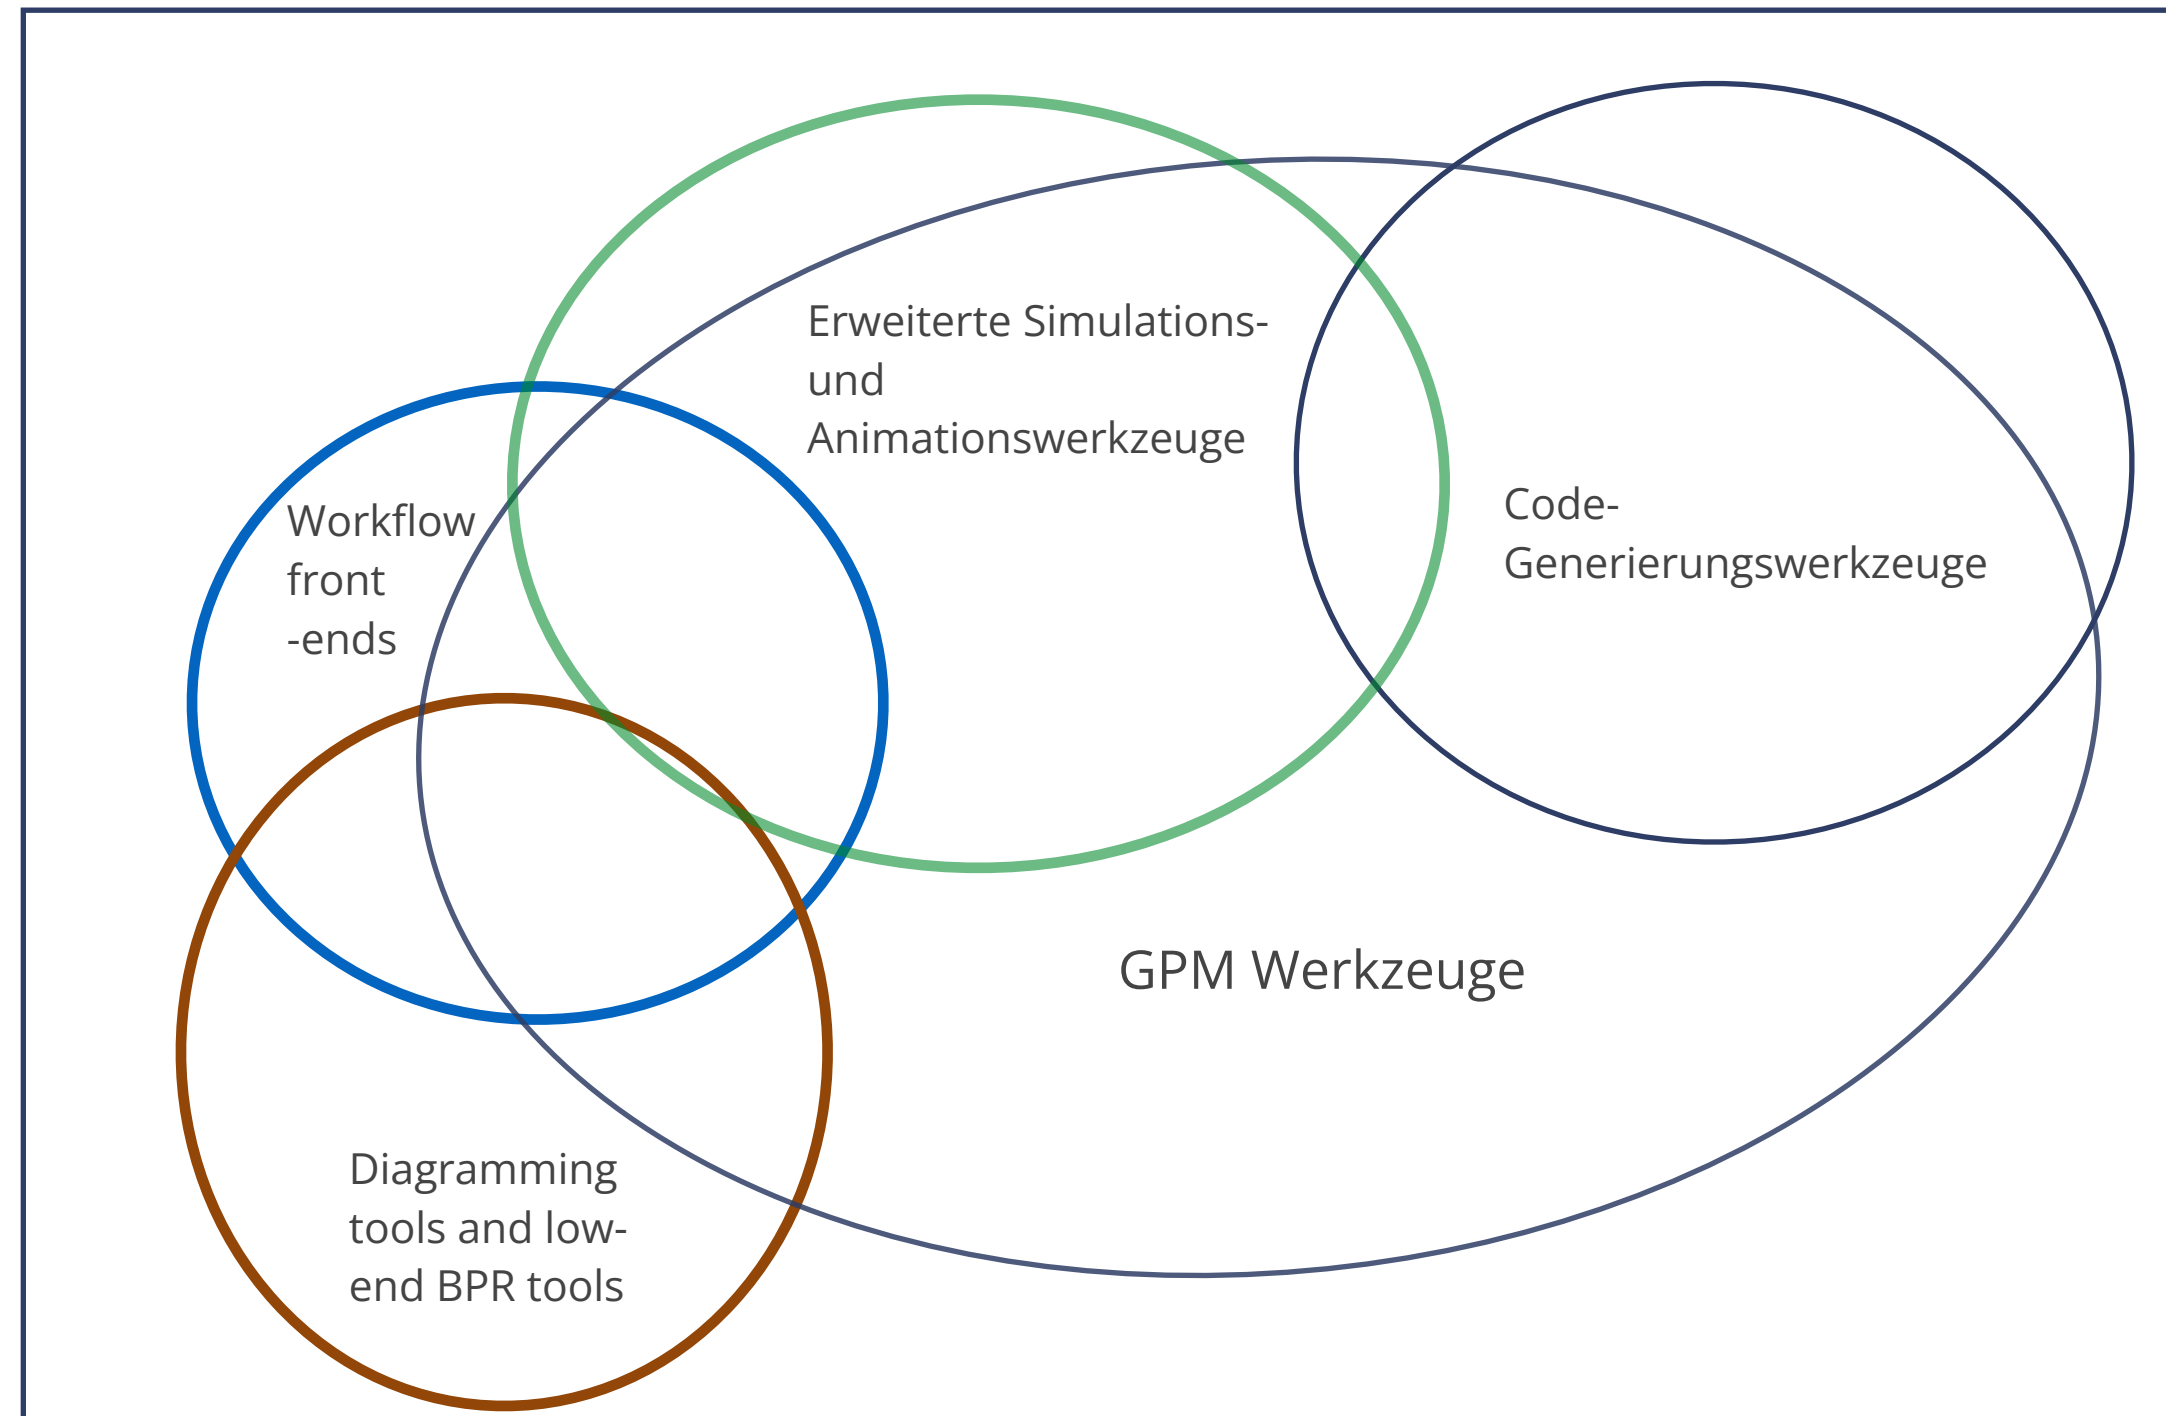 Erweiterte Simulations-
und
Animationswerkzeuge
Workflow
front
-ends
Code-
Generierungswerkzeuge
GPM Werkzeuge
Diagramming
tools and low-
end BPR tools